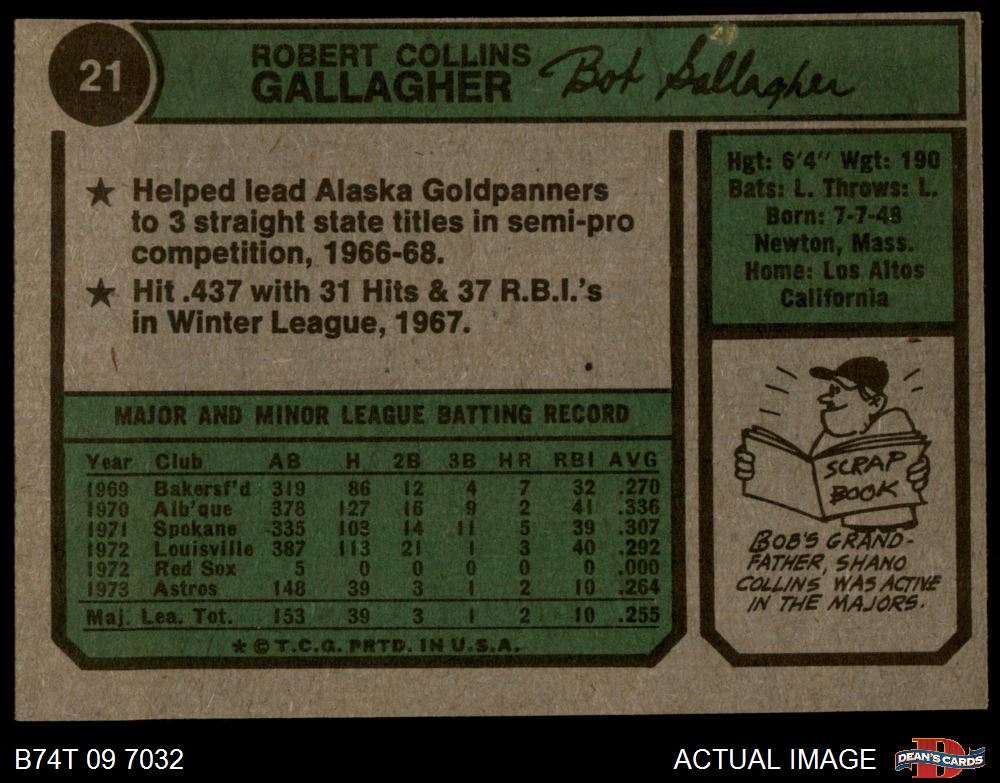 21
ROBERT COLLINS
GALLAGHER
Bob Gallagher
★ Helped lead Alaska Goldpanners
to 3 straight state titles in semi-pro
competition, 1966-68.
★ Hit .437 with 31 Hits & 37 R.B.I.'s
in Winter League, 1967.
Hgt: 6'4" Wgt: 190
Bats: L. Throws: L.
Born: 7-7-48
Newton, Mass.
Home: Los Altos
California
MAJOR AND MINOR LEAGUE BATTING RECORD
Year Club AB H 2B 3B HR RBI AVG
1969 Bakersf'd 319 86 12 4 7 32 .270
1970 Alb'que 378 127 16 9 2 41 .336
1971 Spokane 335 103 14 11 5 39 .307
1972 Louisville 387 113 21 1 3 40 .292
1972 Red Sox 5 0 0 0 0 0 .000
1973 Astros 148 39 3 1 2 10 .264
Maj. Lea. Tot. 153 39 3 1 2 10 .255
★ © T.C.G. PRTD. IN U.S.A.
SCRAP
BOOK
BOB'S GRAND-
FATHER, SHANO
COLLINS WAS ACTIVE
IN THE MAJORS.
B74T 09 7032
ACTUAL IMAGE
DEAN'S CARDS